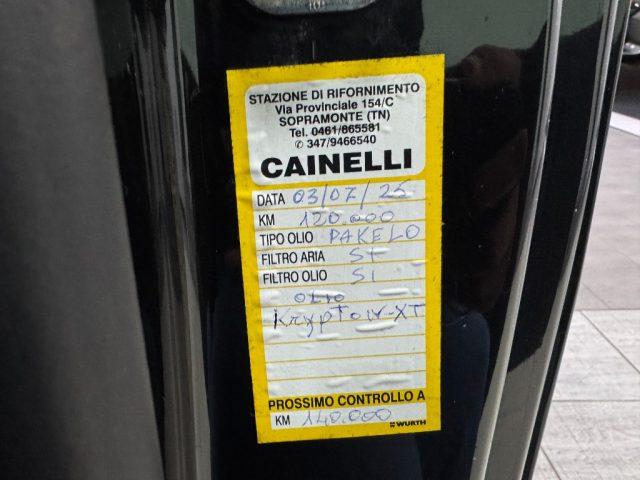 STAZIONE DI RIFORNIMENTO
Via Provinciale 154/C
SOPRAMONTE (TN)
Tel. 0461/865581
✆ 347/9466540
CAINELLI
DATA 03/07/25
KM 120.000
TIPO OLIO PAKELO
FILTRO ARIA SI
FILTRO OLIO SI
OLIO
Krypto XT
PROSSIMO CONTROLLO A
KM 140.000
WÜRTH